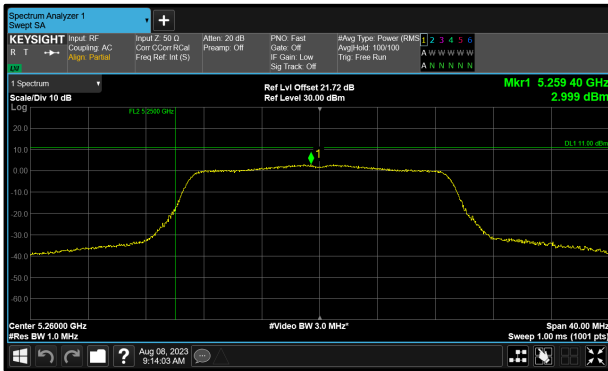 Spectrum Analyzer 1
Swept SA
KEYSIGHT
R T
Input: RF
Coupling: AC
Align: Partial
Input Z: 50 Ω
Corr CCorr RCal
Freq Ref: Int (S)
Atten: 20 dB
Preamp: Off
PNO: Fast
Gate: Off
IF Gain: Low
Sig Track: Off
#Avg Type: Power (RMS
Avg|Hold: 100/100
Trig: Free Run
1 2 3 4 5 6
A W W W W W
A N N N N N
1 Spectrum
Scale/Div 10 dB
Ref Lvl Offset 21.72 dB
Ref Level 30.00 dBm
Mkr1 5.259 40 GHz
2.999 dBm
Log
FL2 5.2500 GHz
20.0
10.0
DL1 11.00 dBm
1
0.00
-10.0
-20.0
-30.0
-40.0
-50.0
-60.0
Center 5.26000 GHz
#Video BW 3.0 MHz*
Span 40.00 MHz
#Res BW 1.0 MHz
Sweep 1.00 ms (1001 pts)
?
Aug 08, 2023
9:14:03 AM